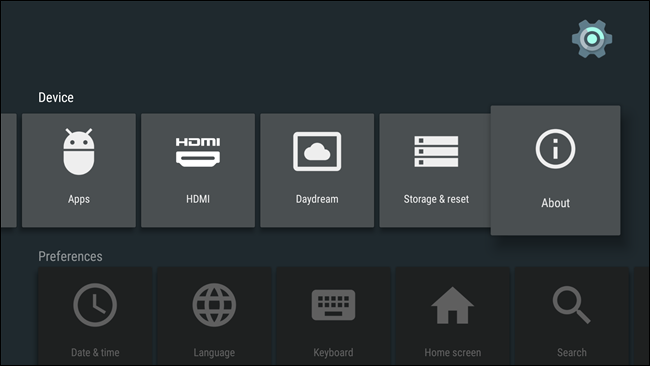 Device
Apps
HDMI
HDMI
Daydream
Storage & reset
About
Preferences
Date & time
Language
Keyboard
Home screen
Search